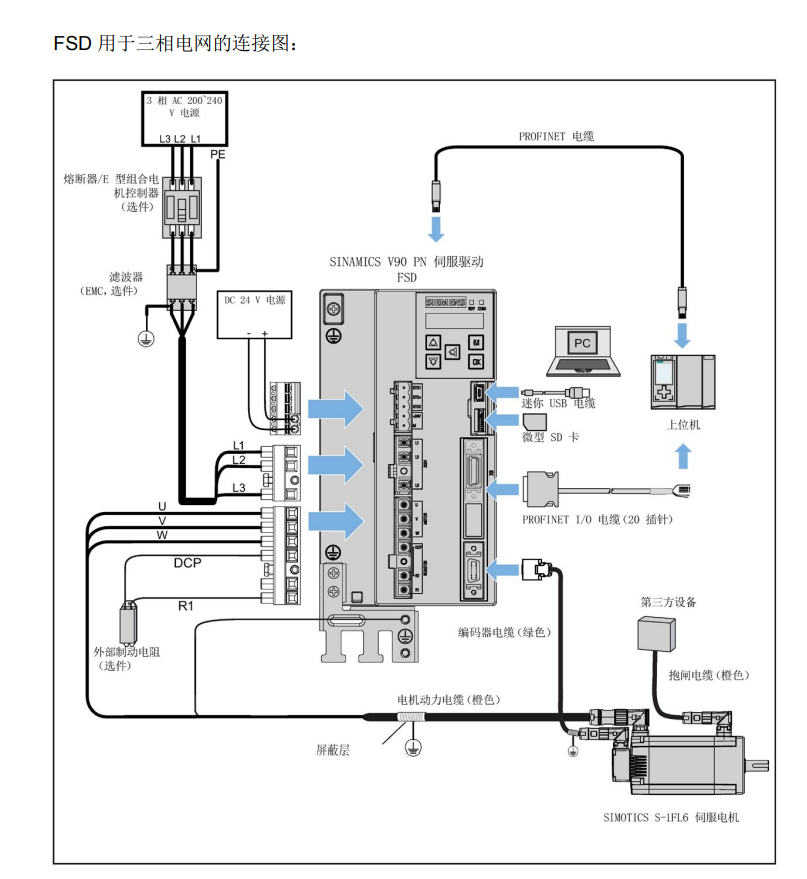 FSD 用于三相电网的连接图：
3 相 AC 200~240
V 电源
L3 L2 L1
PE
PROFINET 电缆
熔断器/E 型组合电
机控制器
(选件)
SINAMICS V90 PN 伺服驱动
FSD
滤波器
(EMC,选件)
DC 24 V 电源
- +
SIEMENS
RDY COM
M
OK
PC
迷你 USB 电缆
微型 SD 卡
上位机
L1
L2
L3
PROFINET I/O 电缆(20 插针)
U
V
W
DCP
R1
外部制动电阻
(选件)
编码器电缆(绿色)
第三方设备
抱闸电缆(橙色)
电机动力电缆(橙色)
屏蔽层
SIMOTICS S-1FL6 伺服电机